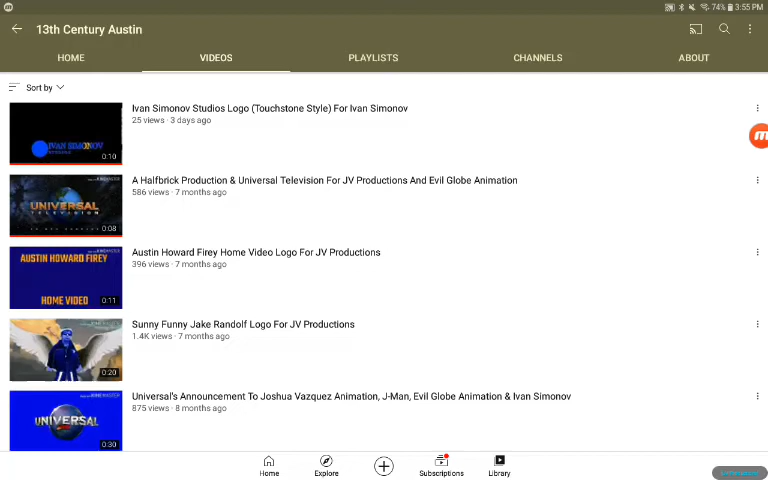 74% 3:55 PM
13th Century Austin
HOME VIDEOS PLAYLISTS CHANNELS ABOUT
Sort by
Ivan Simonov Studios Logo (Touchstone Style) For Ivan Simonov
25 views · 3 days ago
IVAN SIMONOV
0:10
A Halfbrick Production & Universal Television For JV Productions And Evil Globe Animation
586 views · 7 months ago
UNIVERSAL
TELEVISION
0:08
Austin Howard Firey Home Video Logo For JV Productions
396 views · 7 months ago
AUSTIN HOWARD FIREY
HOME VIDEO
0:11
Sunny Funny Jake Randolf Logo For JV Productions
1.4K views · 7 months ago
0:20
Universal's Announcement To Joshua Vazquez Animation, J-Man, Evil Globe Animation & Ivan Simonov
875 views · 8 months ago
UNIVERSAL
0:30
Home Explore Subscriptions Library